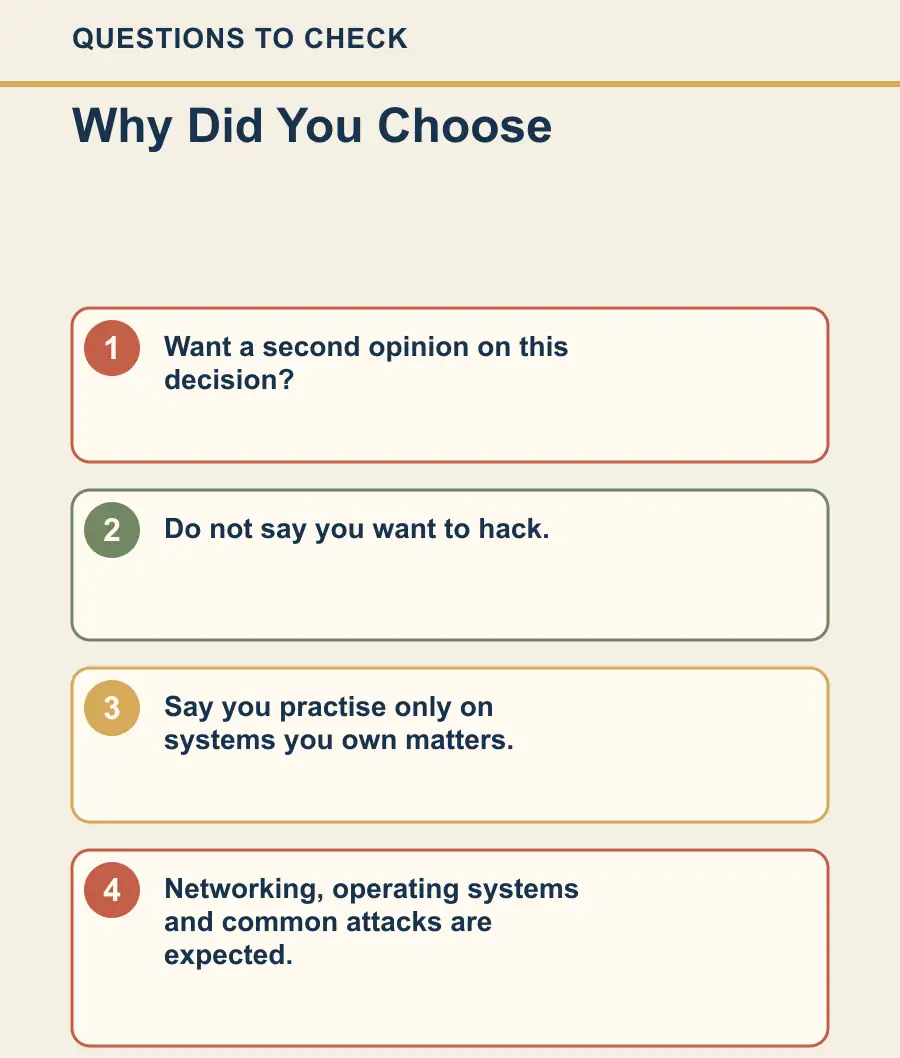 QUESTIONS TO CHECK
Why Did You Choose
1
Want a second opinion on this
decision?
2
Do not say you want to hack.
3
Say you practise only on
systems you own matters.
4
Networking, operating systems
and common attacks are
expected.